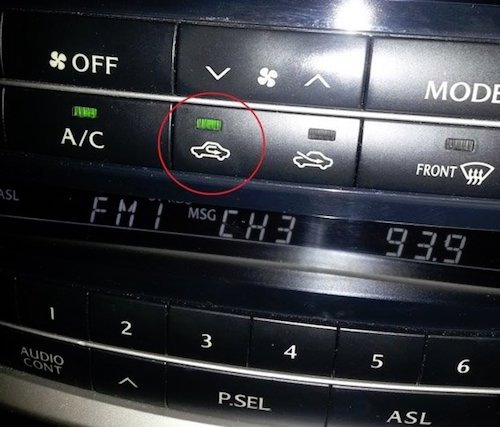 OFF
MODE
A/C
FRONT
ASL
FM1 MSG CH3 93.9
1 2 3 4 5 6
AUDIO
CONT
P.SEL
ASL